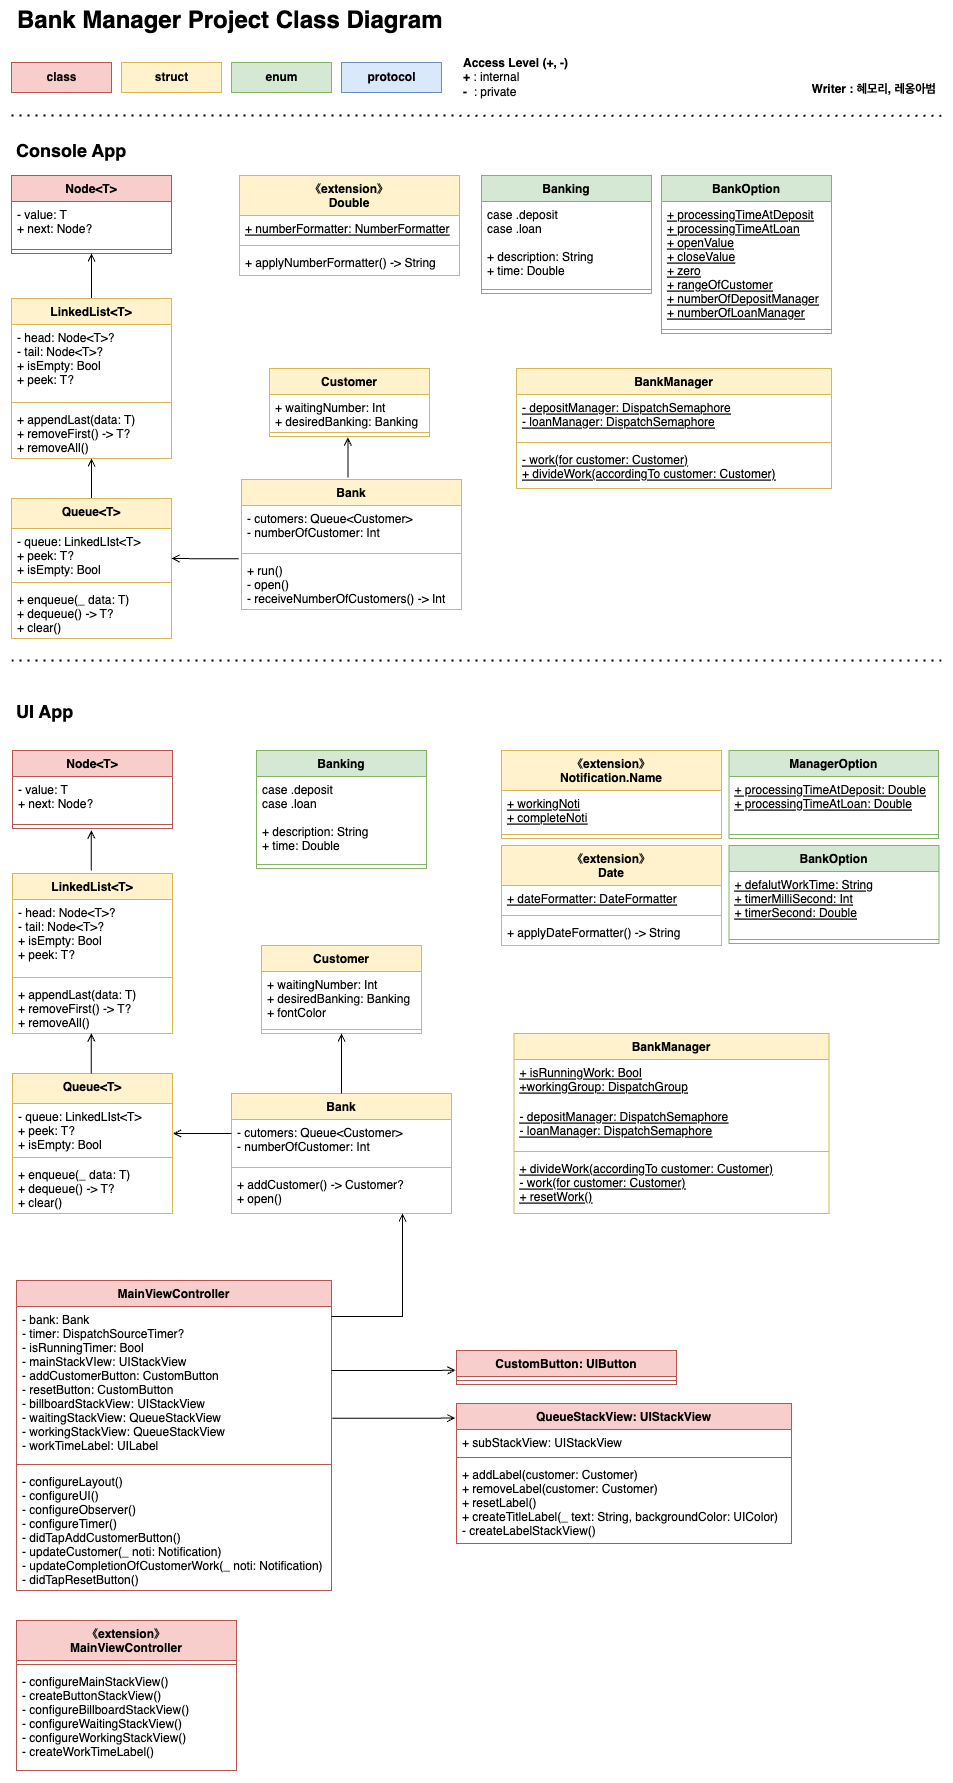 Bank Manager Project Class Diagram
class
struct
enum
protocol
Access Level (+, -)
+ : internal
- : private
Writer : 혜모리, 레옹아범
Console App
Node<T>
- value: T
+ next: Node?
《extension》
Double
+ numberFormatter: NumberFormatter
+ applyNumberFormatter() -> String
Banking
case .deposit
case .loan
+ description: String
+ time: Double
BankOption
+ processingTimeAtDeposit
+ processingTimeAtLoan
+ openValue
+ closeValue
+ zero
+ rangeOfCustomer
+ numberOfDepositManager
+ numberOfLoanManager
LinkedList<T>
- head: Node<T>?
- tail: Node<T>?
+ isEmpty: Bool
+ peek: T?
+ appendLast(data: T)
+ removeFirst() -> T?
+ removeAll()
Customer
+ waitingNumber: Int
+ desiredBanking: Banking
BankManager
- depositManager: DispatchSemaphore
- loanManager: DispatchSemaphore
- work(for customer: Customer)
+ divideWork(accordingTo customer: Customer)
Queue<T>
- queue: LinkedLIst<T>
+ peek: T?
+ isEmpty: Bool
+ enqueue(_ data: T)
+ dequeue() -> T?
+ clear()
Bank
- cutomers: Queue<Customer>
- numberOfCustomer: Int
+ run()
- open()
- receiveNumberOfCustomers() -> Int
UI App
Node<T>
- value: T
+ next: Node?
Banking
case .deposit
case .loan
+ description: String
+ time: Double
《extension》
Notification.Name
+ workingNoti
+ completeNoti
ManagerOption
+ processingTimeAtDeposit: Double
+ processingTimeAtLoan: Double
《extension》
Date
+ dateFormatter: DateFormatter
+ applyDateFormatter() -> String
BankOption
+ defalutWorkTime: String
+ timerMilliSecond: Int
+ timerSecond: Double
LinkedList<T>
- head: Node<T>?
- tail: Node<T>?
+ isEmpty: Bool
+ peek: T?
+ appendLast(data: T)
+ removeFirst() -> T?
+ removeAll()
Customer
+ waitingNumber: Int
+ desiredBanking: Banking
+ fontColor
BankManager
+ isRunningWork: Bool
+workingGroup: DispatchGroup
- depositManager: DispatchSemaphore
- loanManager: DispatchSemaphore
+ divideWork(accordingTo customer: Customer)
- work(for customer: Customer)
+ resetWork()
Queue<T>
- queue: LinkedLIst<T>
+ peek: T?
+ isEmpty: Bool
+ enqueue(_ data: T)
+ dequeue() -> T?
+ clear()
Bank
- cutomers: Queue<Customer>
- numberOfCustomer: Int
+ addCustomer() -> Customer?
+ open()
MainViewController
- bank: Bank
- timer: DispatchSourceTimer?
- isRunningTimer: Bool
- mainStackVIew: UIStackView
- addCustomerButton: CustomButton
- resetButton: CustomButton
- billboardStackView: UIStackView
- waitingStackView: QueueStackView
- workingStackView: QueueStackView
- workTimeLabel: UILabel
- configureLayout()
- configureUI()
- configureObserver()
- configureTimer()
- didTapAddCustomerButton()
- updateCustomer(_ noti: Notification)
- updateCompletionOfCustomerWork(_ noti: Notification)
- didTapResetButton()
CustomButton: UIButton
QueueStackView: UIStackView
+ subStackView: UIStackView
+ addLabel(customer: Customer)
+ removeLabel(customer: Customer)
+ resetLabel()
+ createTitleLabel(_ text: String, backgroundColor: UIColor)
- createLabelStackView()
《extension》
MainViewController
- configureMainStackView()
- createButtonStackView()
- configureBillboardStackView()
- configureWaitingStackView()
- configureWorkingStackView()
- createWorkTimeLabel()